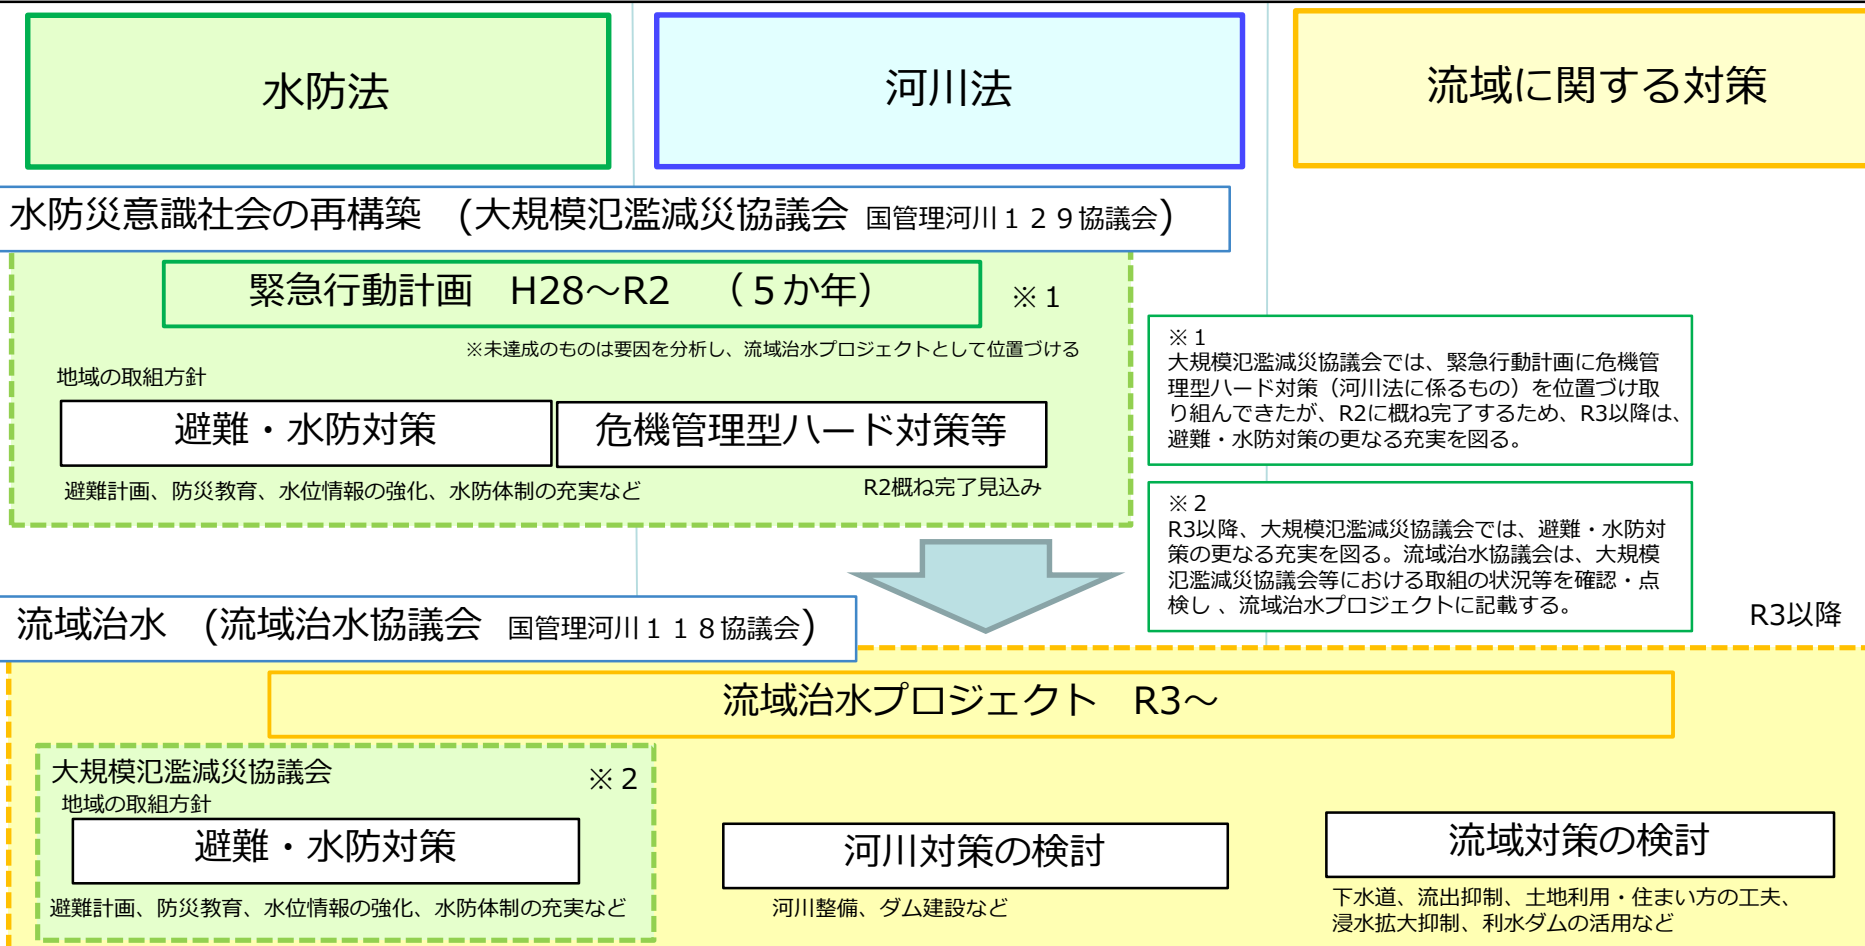 水防法
河川法
流域に関する対策
水防災意識社会の再構築　(大規模氾濫減災協議会 国管理河川１２９協議会)
緊急行動計画　H28～R2　（５か年）
※１
※未達成のものは要因を分析し、流域治水プロジェクトとして位置づける
地域の取組方針
避難・水防対策
危機管理型ハード対策等
避難計画、防災教育、水位情報の強化、水防体制の充実など
R2概ね完了見込み
※１
大規模氾濫減災協議会では、緊急行動計画に危機管
理型ハード対策（河川法に係るもの）を位置づけ取
り組んできたが、R2に概ね完了するため、R3以降は、
避難・水防対策の更なる充実を図る。
※２
R3以降、大規模氾濫減災協議会では、避難・水防対
策の更なる充実を図る。流域治水協議会は、大規模
氾濫減災協議会等における取組の状況等を確認・点
検し 、流域治水プロジェクトに記載する。
流域治水　(流域治水協議会　国管理河川１１８協議会)
R3以降
流域治水プロジェクト　R3～
大規模氾濫減災協議会
※２
地域の取組方針
避難・水防対策
避難計画、防災教育、水位情報の強化、水防体制の充実など
河川対策の検討
河川整備、ダム建設など
流域対策の検討
下水道、流出抑制、土地利用・住まい方の工夫、
浸水拡大抑制、利水ダムの活用など